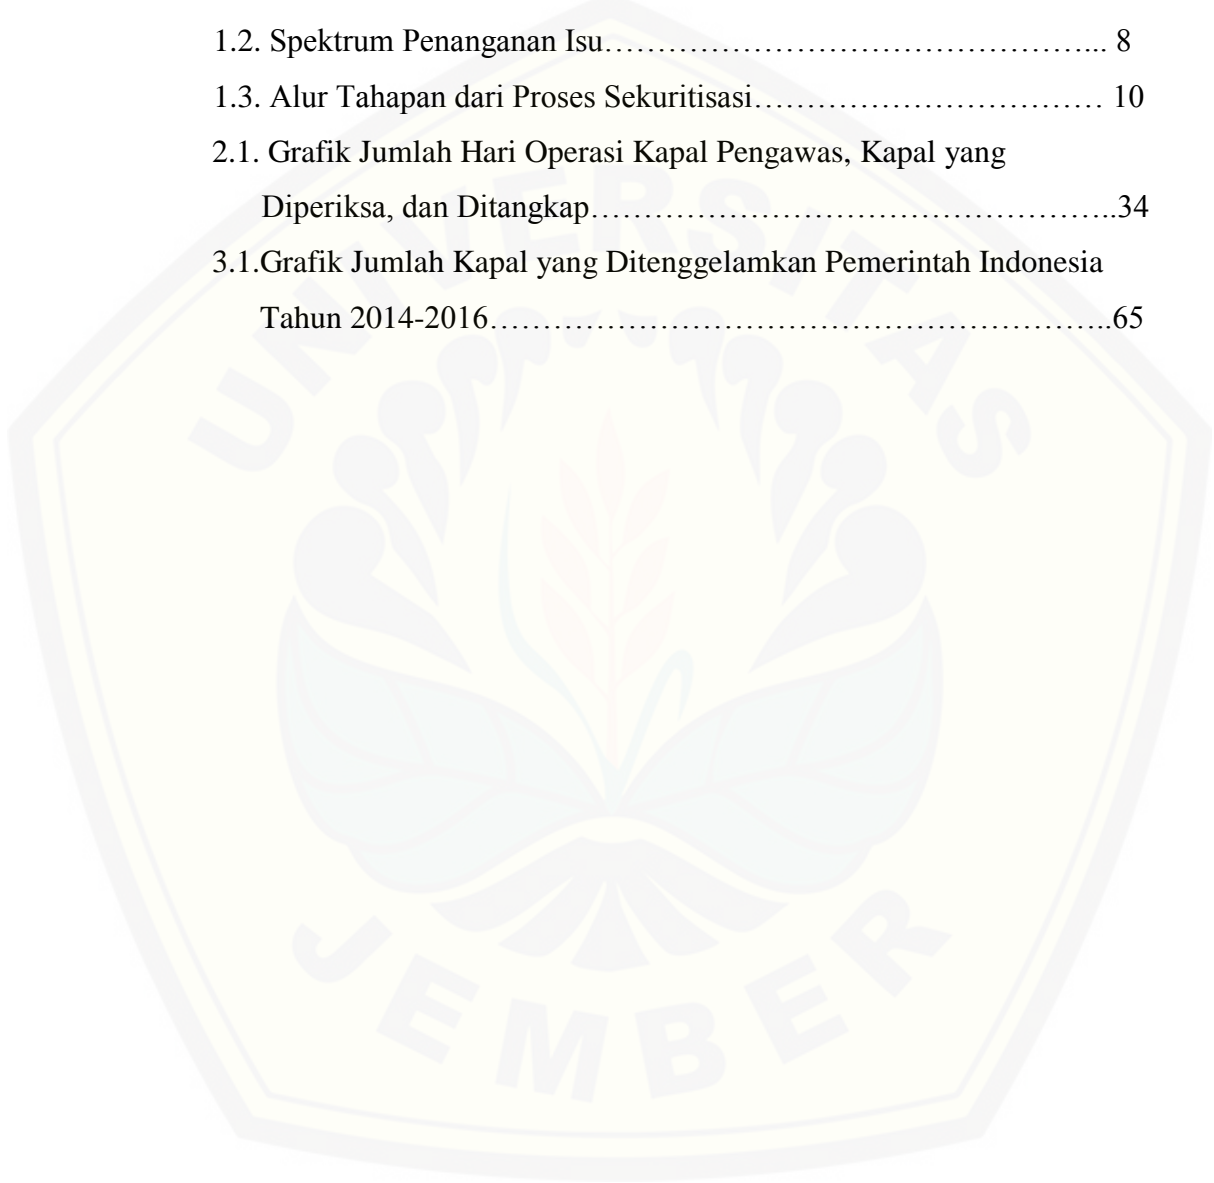 1.2. Spektrum Penanganan Isu………………………………………... 8
1.3. Alur Tahapan dari Proses Sekuritisasi…………………………… 10
2.1. Grafik Jumlah Hari Operasi Kapal Pengawas, Kapal yang
Diperiksa, dan Ditangkap…………………………………………..34
3.1.Grafik Jumlah Kapal yang Ditenggelamkan Pemerintah Indonesia
Tahun 2014-2016…………………………………………………..65
UNIVERSITAS
JEMBER